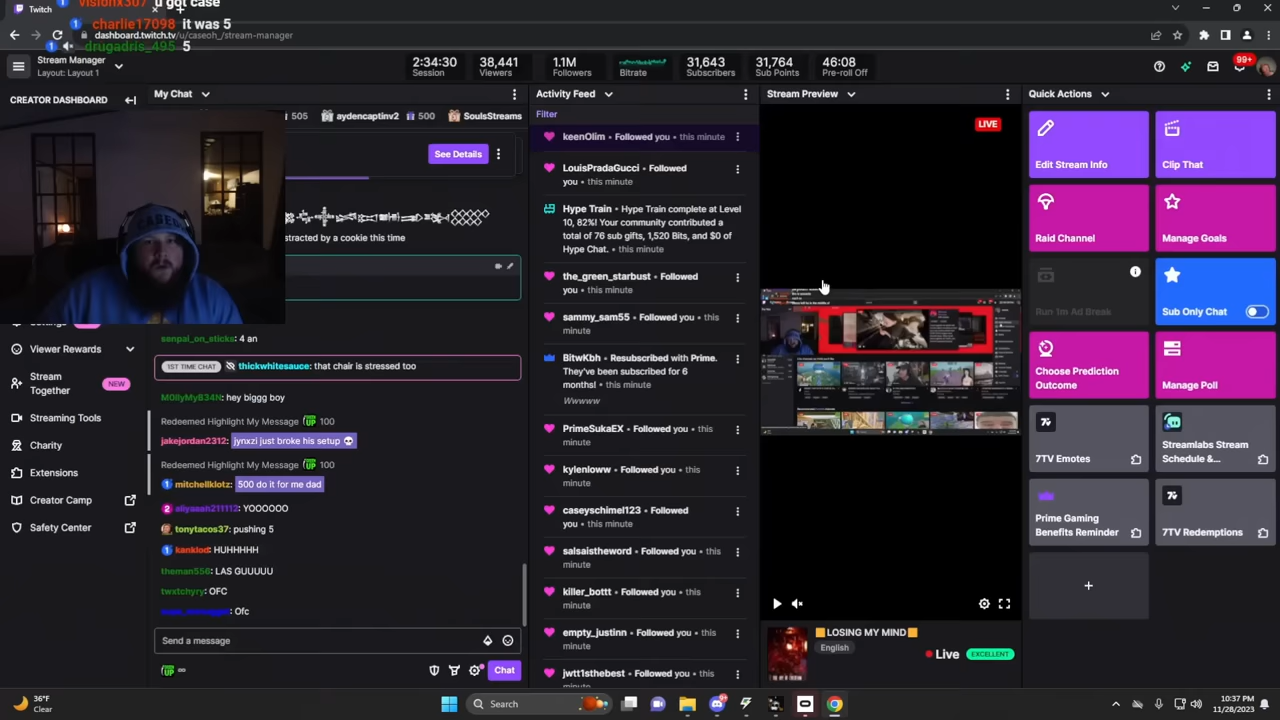 visionx307 u got case
Twitch
charlie17098 it was 5
dashboard.twitch.tv/u/caseoh_/stream-manager
drugadris_495 5
Stream Manager
Layout: Layout 1
2:34:30
Session
38,441
Viewers
1.1M
Followers
Bitrate
31,643
Subscribers
31,764
Sub Points
46:08
Pre-roll Off
99+
CREATOR DASHBOARD
My Chat
505
aydencaptinv2
500
SoulsStreams
See Details
stracted by a cookie this time
Viewer Rewards
Stream Together
NEW
Streaming Tools
Charity
Extensions
Creator Camp
Safety Center
senpai_on_sticks: 4 an
1ST TIME CHAT thickwhitesauce: that chair is stressed too
M0llyMyB34N: hey biggg boy
Redeemed Highlight My Message UP 100
jakejordan2312: jynxzi just broke his setup 💀
Redeemed Highlight My Message UP 100
mitchellklotz: 500 do it for me dad
aliyaaah211112: YOOOOOO
tonytacos37: pushing 5
kanklod: HUHHHHH
theman556: LAS GUUUUU
twxtchyry: OFC
Ofc
Send a message
UP ∞
Chat
Activity Feed
Filter
keenOlim • Followed you • this minute
LouisPradaGucci • Followed
you • this minute
Hype Train • Hype Train complete at Level
10, 82%! Your community contributed a
total of 76 sub gifts, 1,520 Bits, and $0 of
Hype Chat. • this minute
the_green_starbust • Followed
you • this minute
sammy_sam55 • Followed you • this
minute
BitwKbh • Resubscribed with Prime.
They've been subscribed for 6
months! • this minute
Wwwww
PrimeSukaEX • Followed you • this
minute
kylenloww • Followed you • this
minute
caseyschimel123 • Followed
you • this minute
salsaistheword • Followed you • this
minute
killer_bottt • Followed you • this
minute
empty_justinn • Followed you • this
minute
jwtt1sthebest • Followed you • this
minute
Stream Preview
LIVE
LOSING MY MIND
English
Live
EXCELLENT
Quick Actions
Edit Stream Info
Clip That
Raid Channel
Manage Goals
Run 1m Ad Break
Sub Only Chat
Choose Prediction
Outcome
Manage Poll
7TV Emotes
Streamlabs Stream
Schedule &...
Prime Gaming
Benefits Reminder
7TV Redemptions
36°F
Clear
Search
10:37 PM
11/28/2023